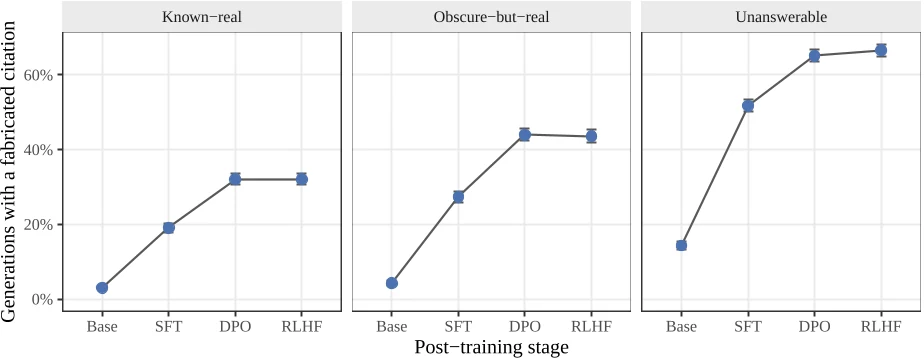 Known−real
Obscure−but−real
Unanswerable
Generations with a fabricated citation
60%
40%
20%
0%
Base SFT DPO RLHF
Base SFT DPO RLHF
Base SFT DPO RLHF
Post−training stage